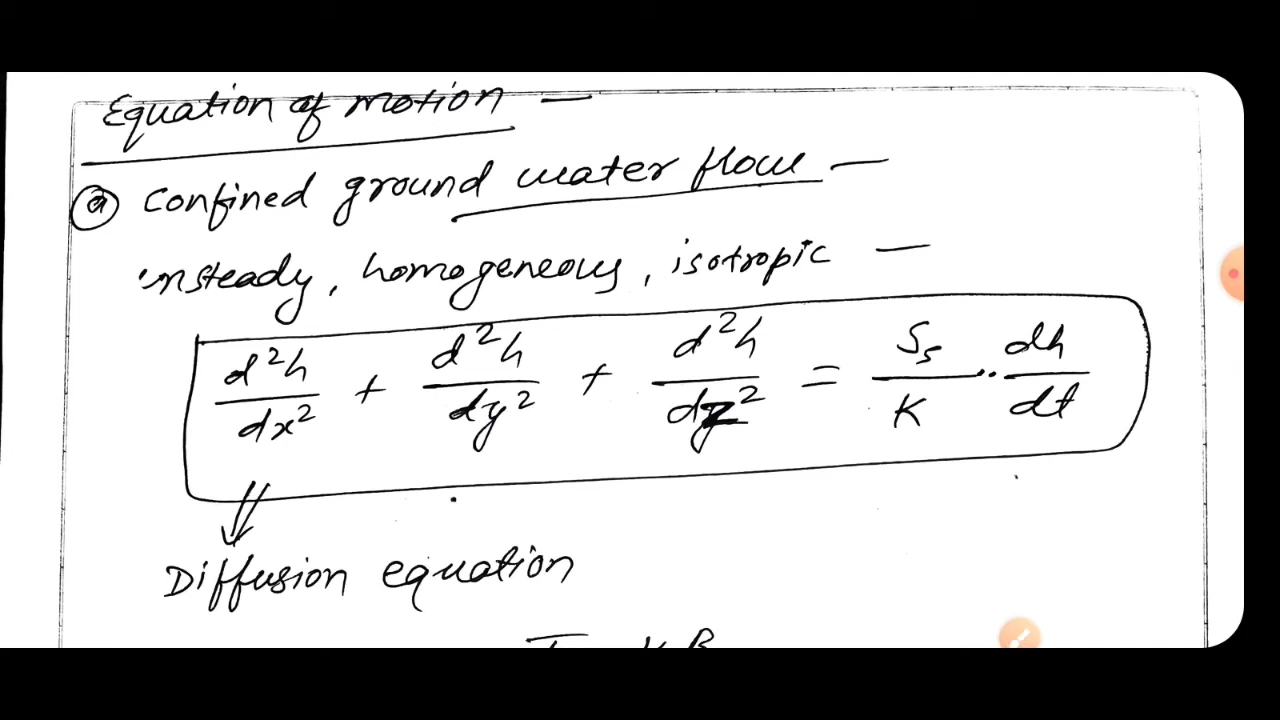 Equation of motion —
(a) Confined ground water flow —
unsteady, homogeneous, isotropic —
d²h/dx² + d²h/dy² + d²h/dz² = Ss/K · dh/dt
⇓
Diffusion equation